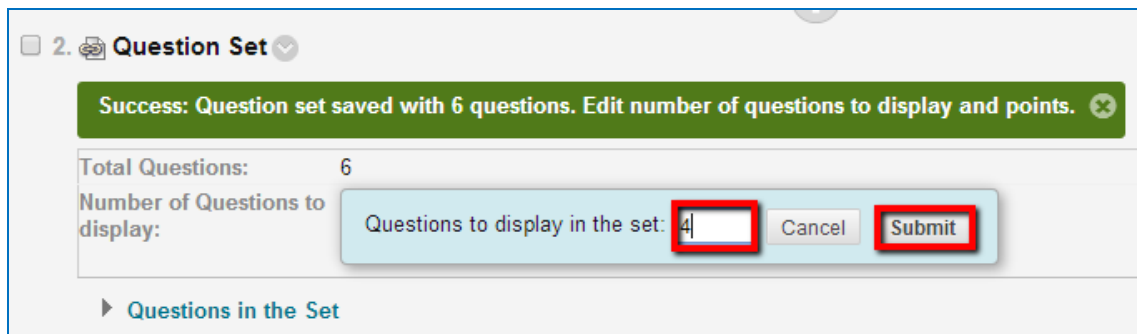 2. Question Set
Success: Question set saved with 6 questions. Edit number of questions to display and points.
Total Questions: 6
Number of Questions to display:
Questions to display in the set: 4 Cancel Submit
Questions in the Set